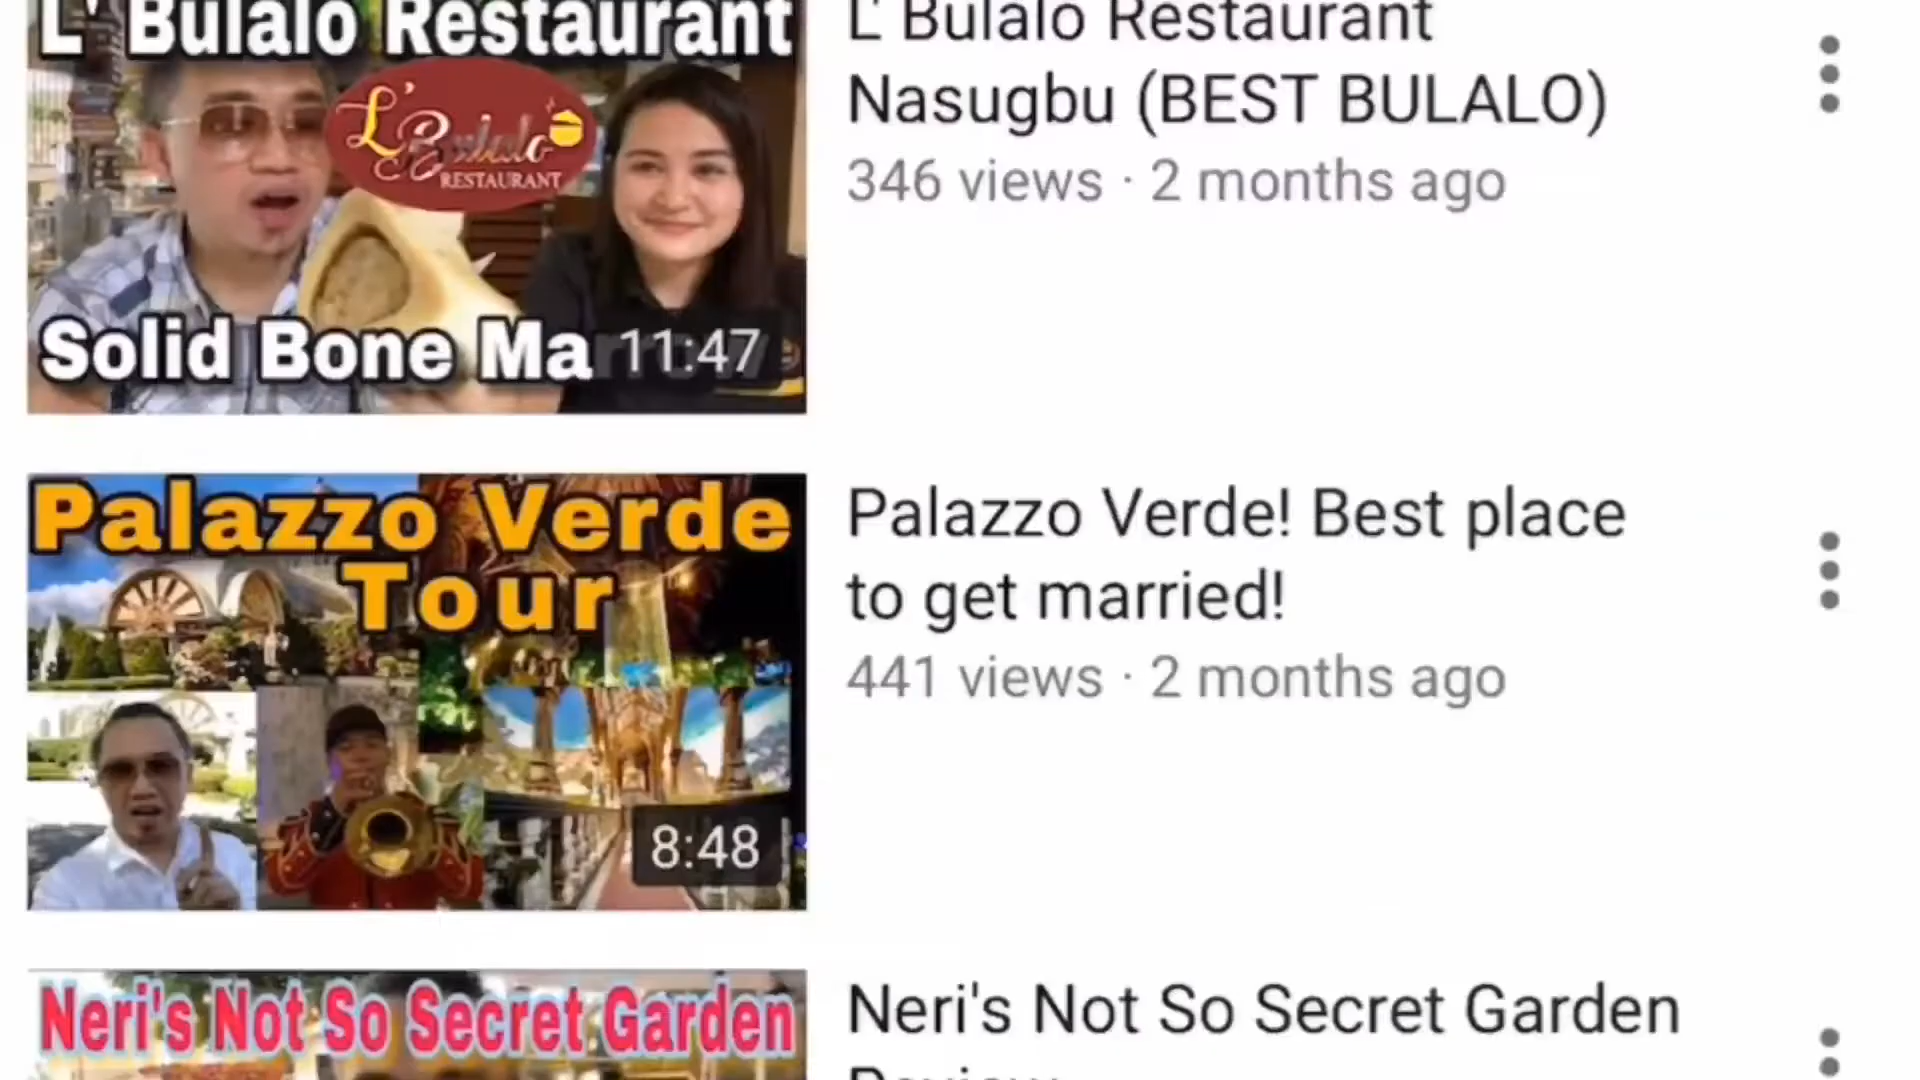 L' Bulalo Restaurant
L' Bulalo
RESTAURANT
Solid Bone Ma
11:47
L' Bulalo Restaurant
Nasugbu (BEST BULALO)
346 views · 2 months ago
Palazzo Verde
Tour
8:48
Palazzo Verde! Best place
to get married!
441 views · 2 months ago
Neri's Not So Secret Garden
Neri's Not So Secret Garden
Review